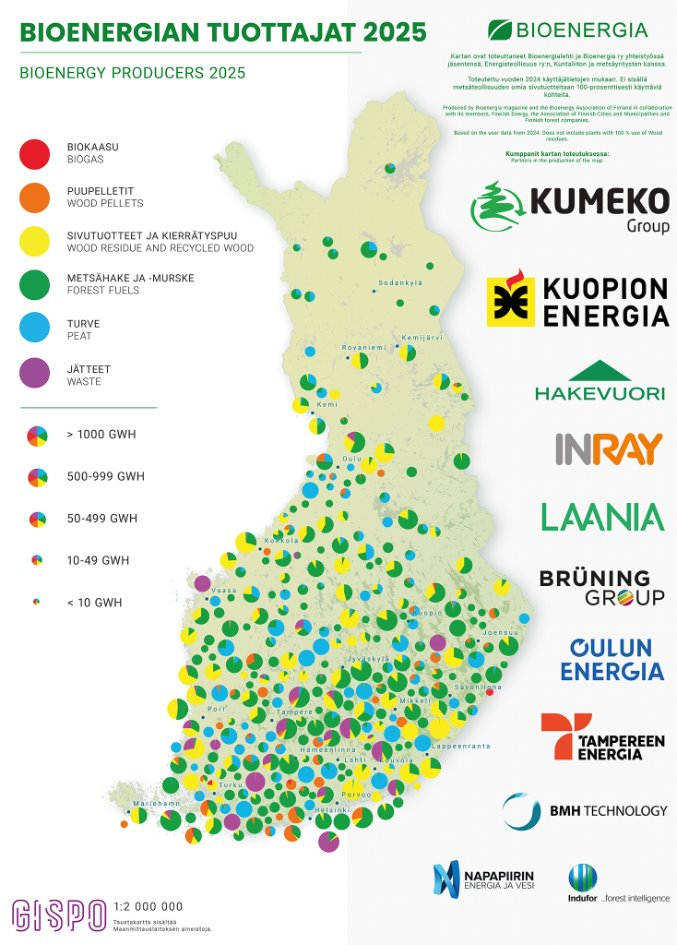 BIOENERGIAN TUOTTAJAT 2025
BIOENERGY PRODUCERS 2025
BIOENERGIA
Kartan ovat toteuttaneet Bioenergialehti ja Bioenergia ry yhteistyössä
jäsentensä, Energiateollisuus ry:n, Kuntaliiton ja metsäyritysten kanssa.
Toteutettu vuoden 2024 käyttäjätietojen mukaan. Ei sisällä
metsäteollisuuden omia sivutuotteitaan 100-prosenttisesti käyttäviä
kohteita.
Produced by Bioenergia magazine and the Bioenergy Association of Finland in collaboration
with its members, Finnish Energy, the Association of Finnish Cities and Municipalities and
Finnish forest companies.
Based on the user data from 2024. Does not include plants with 100 % use of Wood
residues.
Kumppanit kartan toteutuksessa:
Partners in the production of the map:
BIOKAASU
BIOGAS
PUUPELLETIT
WOOD PELLETS
SIVUTUOTTEET JA KIERRÄTYSPUU
WOOD RESIDUE AND RECYCLED WOOD
METSÄHAKE JA -MURSKE
FOREST FUELS
TURVE
PEAT
JÄTTEET
WASTE
> 1000 GWH
500-999 GWH
50-499 GWH
10-49 GWH
< 10 GWH
Sodankylä
Kemijärvi
Rovaniemi
Kemi
Oulu
Kokkola
Vaasa
Kuopio
Joensuu
Jyväskylä
Savonlinna
Mikkeli
Pori
Tampere
Lappeenranta
Hämeenlinna
Lahti
Kouvola
Turku
Porvoo
Helsinki
Mariehamn
KUMEKO
Group
KUOPION
ENERGIA
HAKEVUORI
INRAY
LAANIA
BRÜNING
GROUP
OULUN
ENERGIA
TAMPEREEN
ENERGIA
BMH TECHNOLOGY
NAPAPIIRIN
ENERGIA JA VESI
Indufor ...forest intelligence
GISPO
1:2 000 000
Taustakartta sisältää
Maanmittauslaitoksen aineistoja.